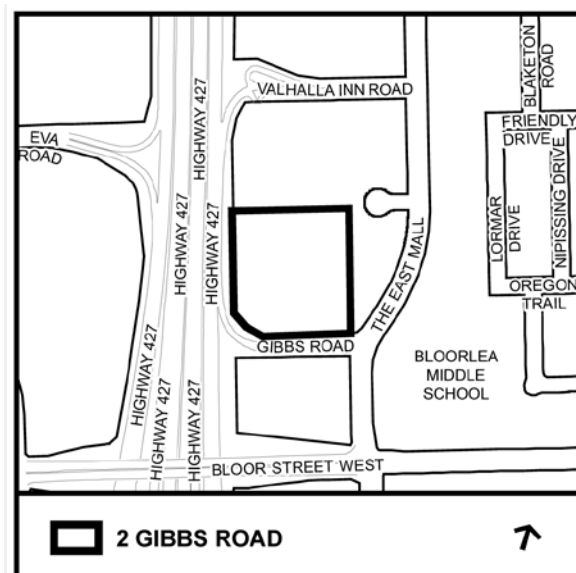 BLAKETON
ROAD
HIGHWAY 427
VALHALLA INN ROAD
FRIENDLY
DRIVE
EVA
ROAD
NIPISSING DRIVE
LORMAR
DRIVE
HIGHWAY 427
HIGHWAY 427
THE EAST MALL
OREGON
TRAIL
GIBBS ROAD
HIGHWAY 427
BLOORLEA
MIDDLE
SCHOOL
HIGHWAY 427
HIGHWAY 427
BLOOR STREET WEST
2 GIBBS ROAD